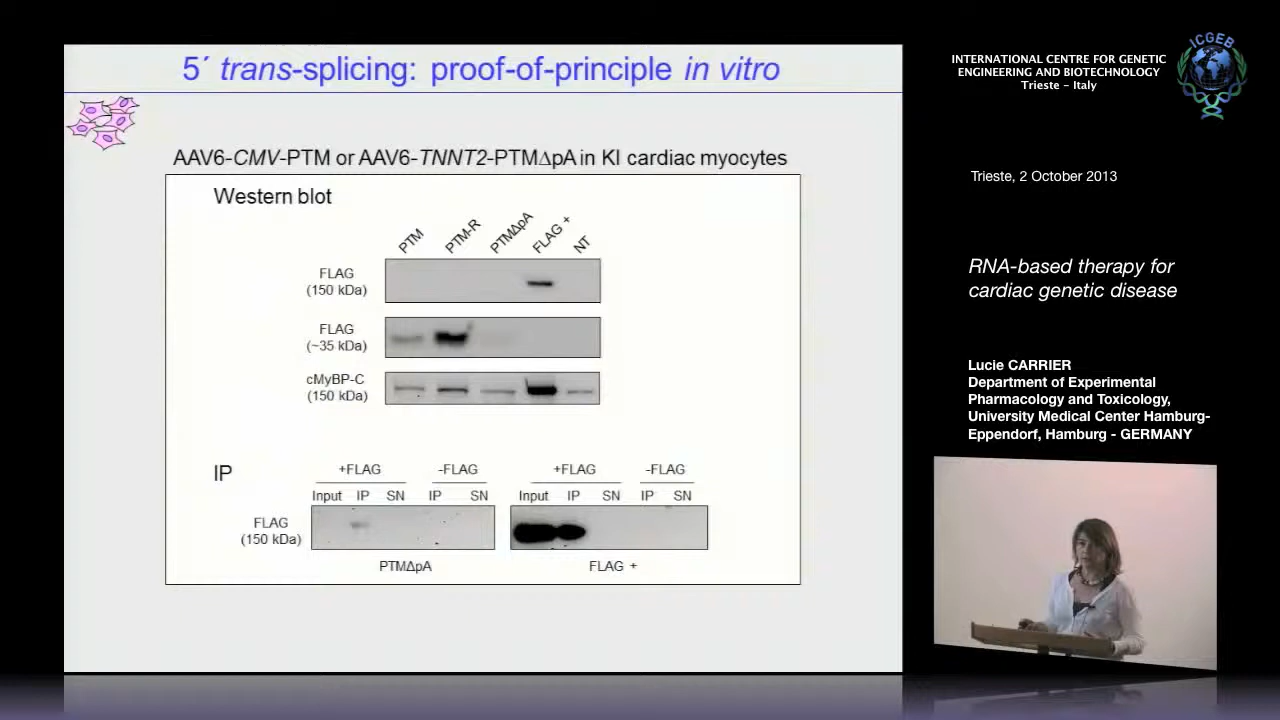 5´ trans-splicing: proof-of-principle in vitro
AAV6-CMV-PTM or AAV6-TNNT2-PTMΔpA in KI cardiac myocytes
Western blot
PTM
PTM-R
PTMΔpA
FLAG +
NT
FLAG
(150 kDa)
FLAG
(~35 kDa)
cMyBP-C
(150 kDa)
IP
+FLAG
-FLAG
+FLAG
-FLAG
Input IP SN IP SN
Input IP SN IP SN
FLAG
(150 kDa)
PTMΔpA
FLAG +
INTERNATIONAL CENTRE FOR GENETIC
ENGINEERING AND BIOTECHNOLOGY
Trieste – Italy
ICGEB
Trieste, 2 October 2013
RNA-based therapy for
cardiac genetic disease
Lucie CARRIER
Department of Experimental
Pharmacology and Toxicology,
University Medical Center Hamburg-
Eppendorf, Hamburg - GERMANY